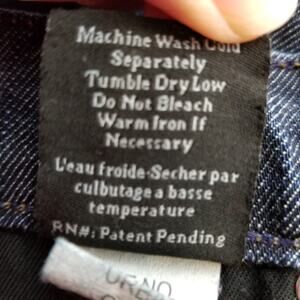 Machine Wash Cold
Separately
Tumble Dry Low
Do Not Bleach
Warm Iron If
Necessary
L'eau froide-Secher par
culbutage a basse
temperature
RN#: Patent Pending